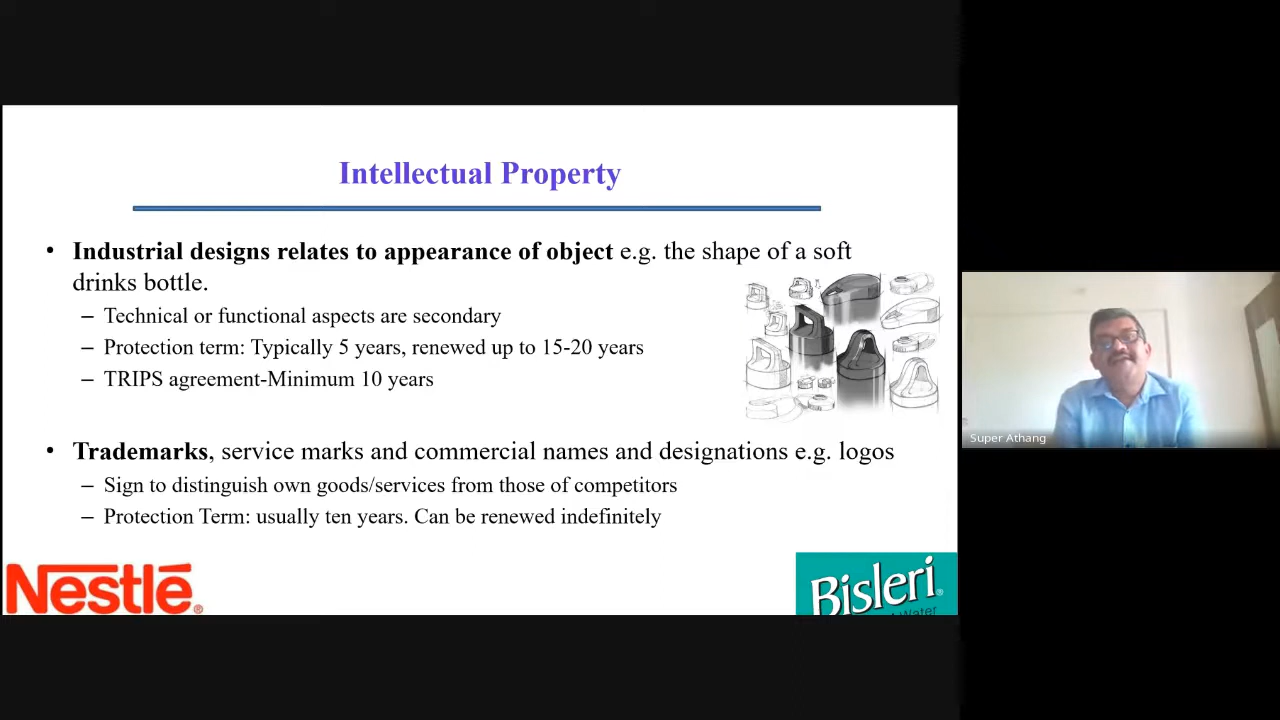 Intellectual Property
• Industrial designs relates to appearance of object e.g. the shape of a soft
drinks bottle.
– Technical or functional aspects are secondary
– Protection term: Typically 5 years, renewed up to 15-20 years
– TRIPS agreement-Minimum 10 years
• Trademarks, service marks and commercial names and designations e.g. logos
– Sign to distinguish own goods/services from those of competitors
– Protection Term: usually ten years. Can be renewed indefinitely
Nestlé®
Bisleri®
Water
Super Athang